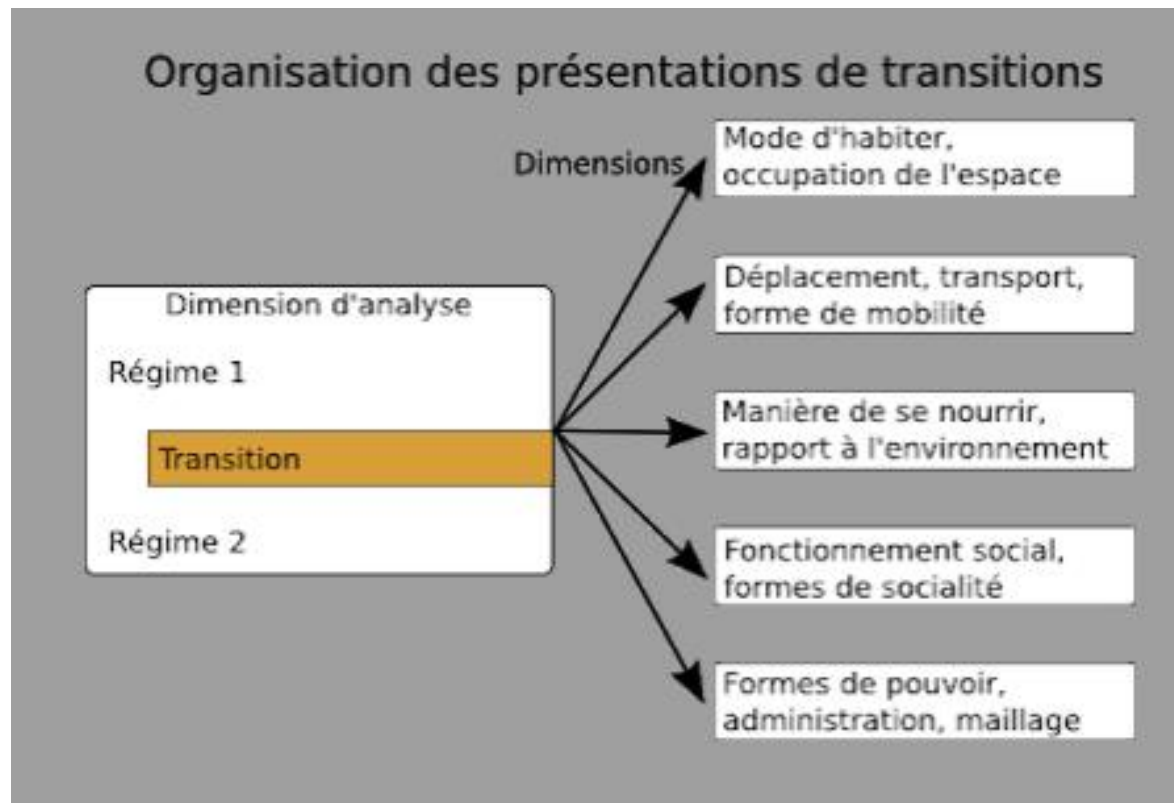 Organisation des présentations de transitions
Dimensions
Mode d'habiter,
occupation de l'espace
Déplacement, transport,
forme de mobilité
Dimension d'analyse
Régime 1
Transition
Régime 2
Manière de se nourrir,
rapport à l'environnement
Fonctionnement social,
formes de socialité
Formes de pouvoir,
administration, maillage